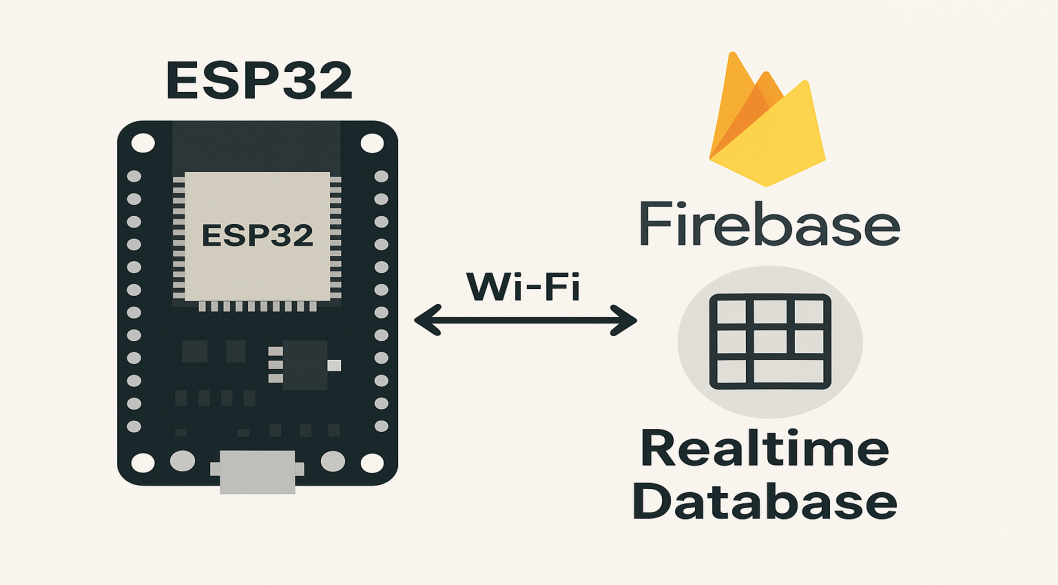 ESP32
ESP32
Wi-Fi
Firebase
Realtime
Database